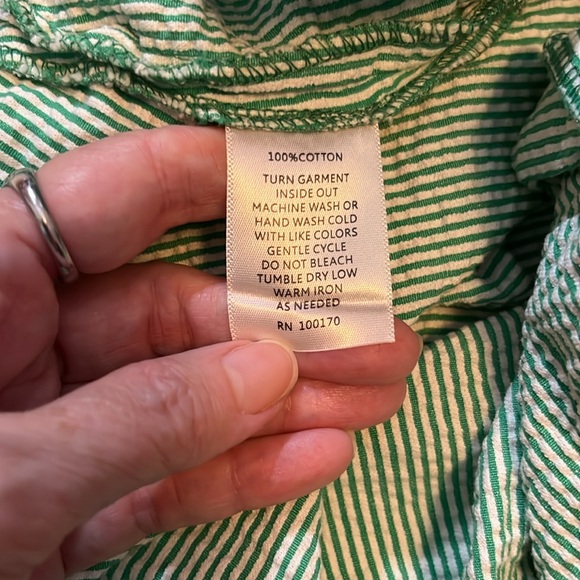 100%COTTON
TURN GARMENT
INSIDE OUT
MACHINE WASH OR
HAND WASH COLD
WITH LIKE COLORS
GENTLE CYCLE
DO NOT BLEACH
TUMBLE DRY LOW
WARM IRON
AS NEEDED
RN 100170